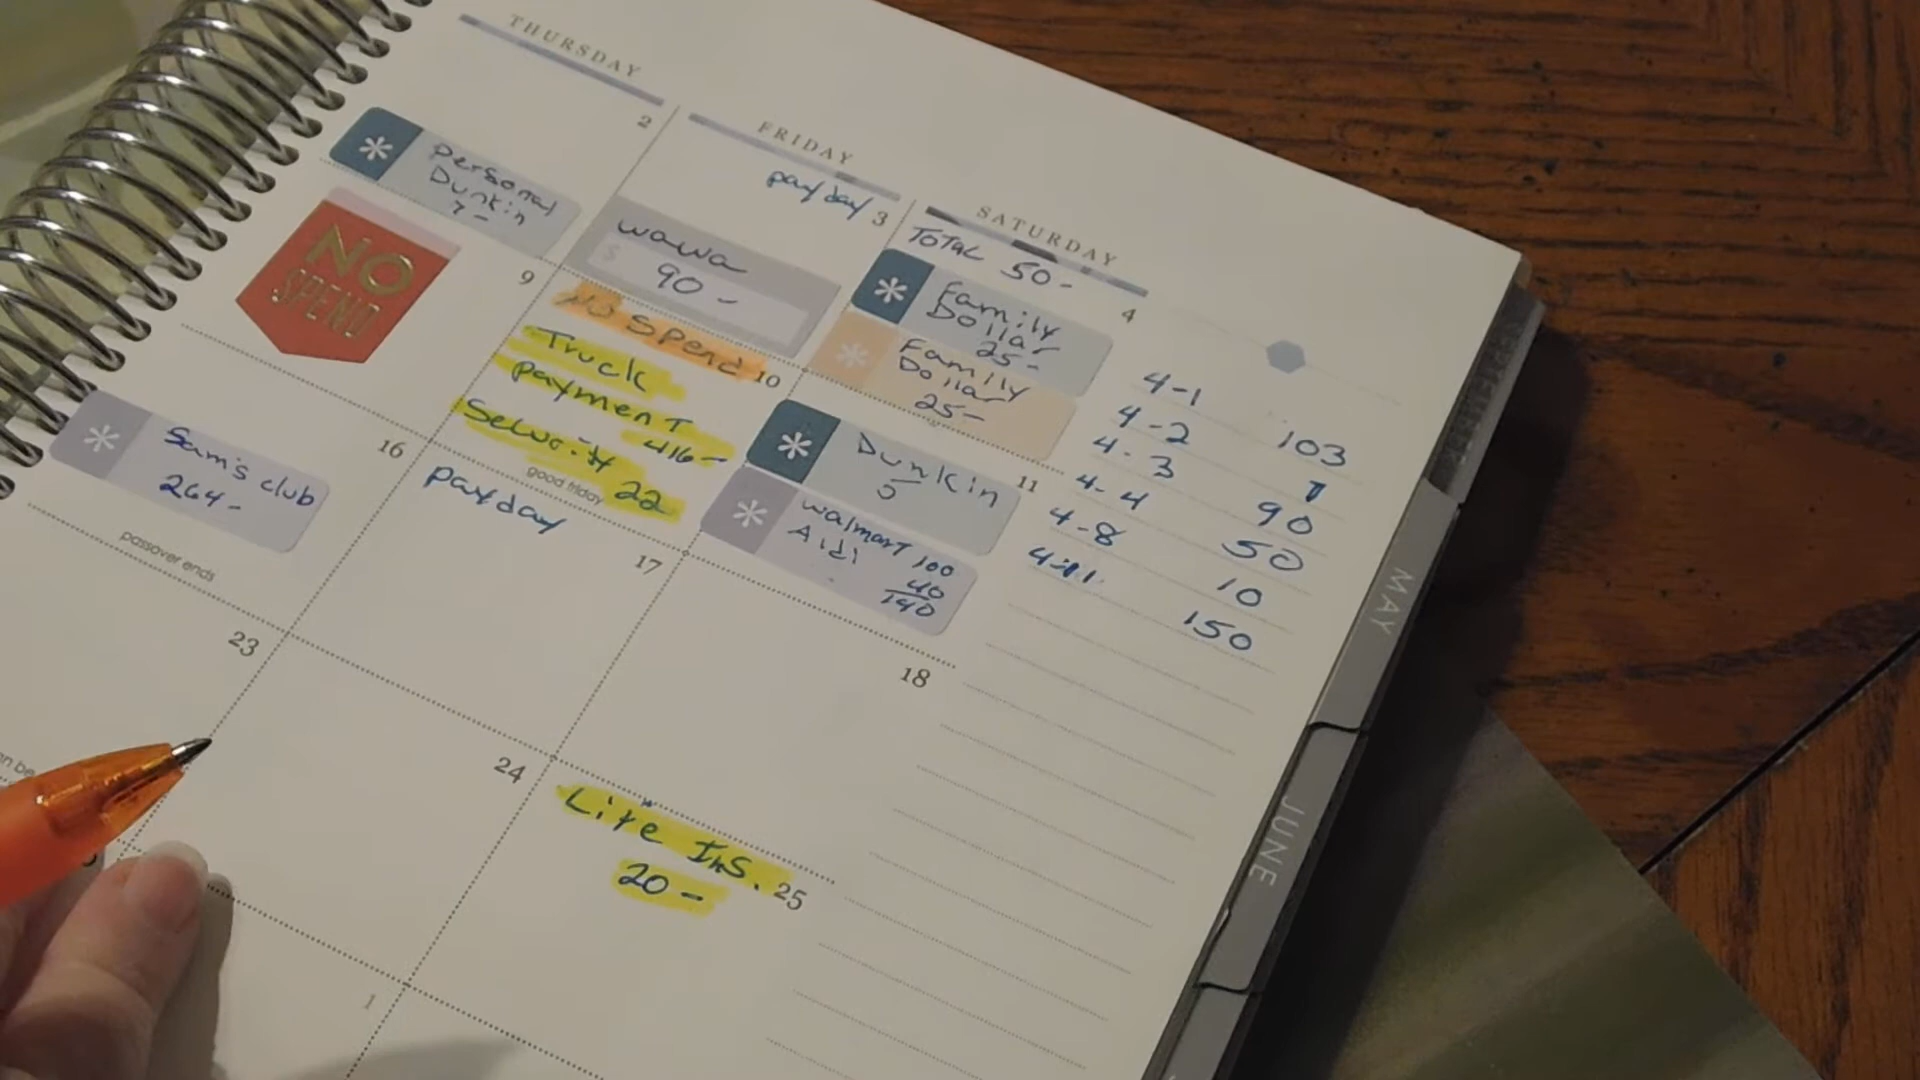 THURSDAY
2
*
Personal
Dunkin
7-
FRIDAY
payday
3
wawa
$
90 -
SATURDAY
TOTAL 50-
4
*
Family
Dollar
25-
*
Family
Dollar
25-
NO
SPEND
9
NO Spend
10
Truck
payment
416-
Security
22
good friday
11
*
Dunkin
5
*
walmart 100
Aldi 40
140
16
*
Sam's club
264-
passover ends
payday
17
18
23
24
Life Ins.
20 -
25
1
4-1
103
4-2
7
4-3
90
4-4
50
4-8
10
4-11
150
MAY
JUNE